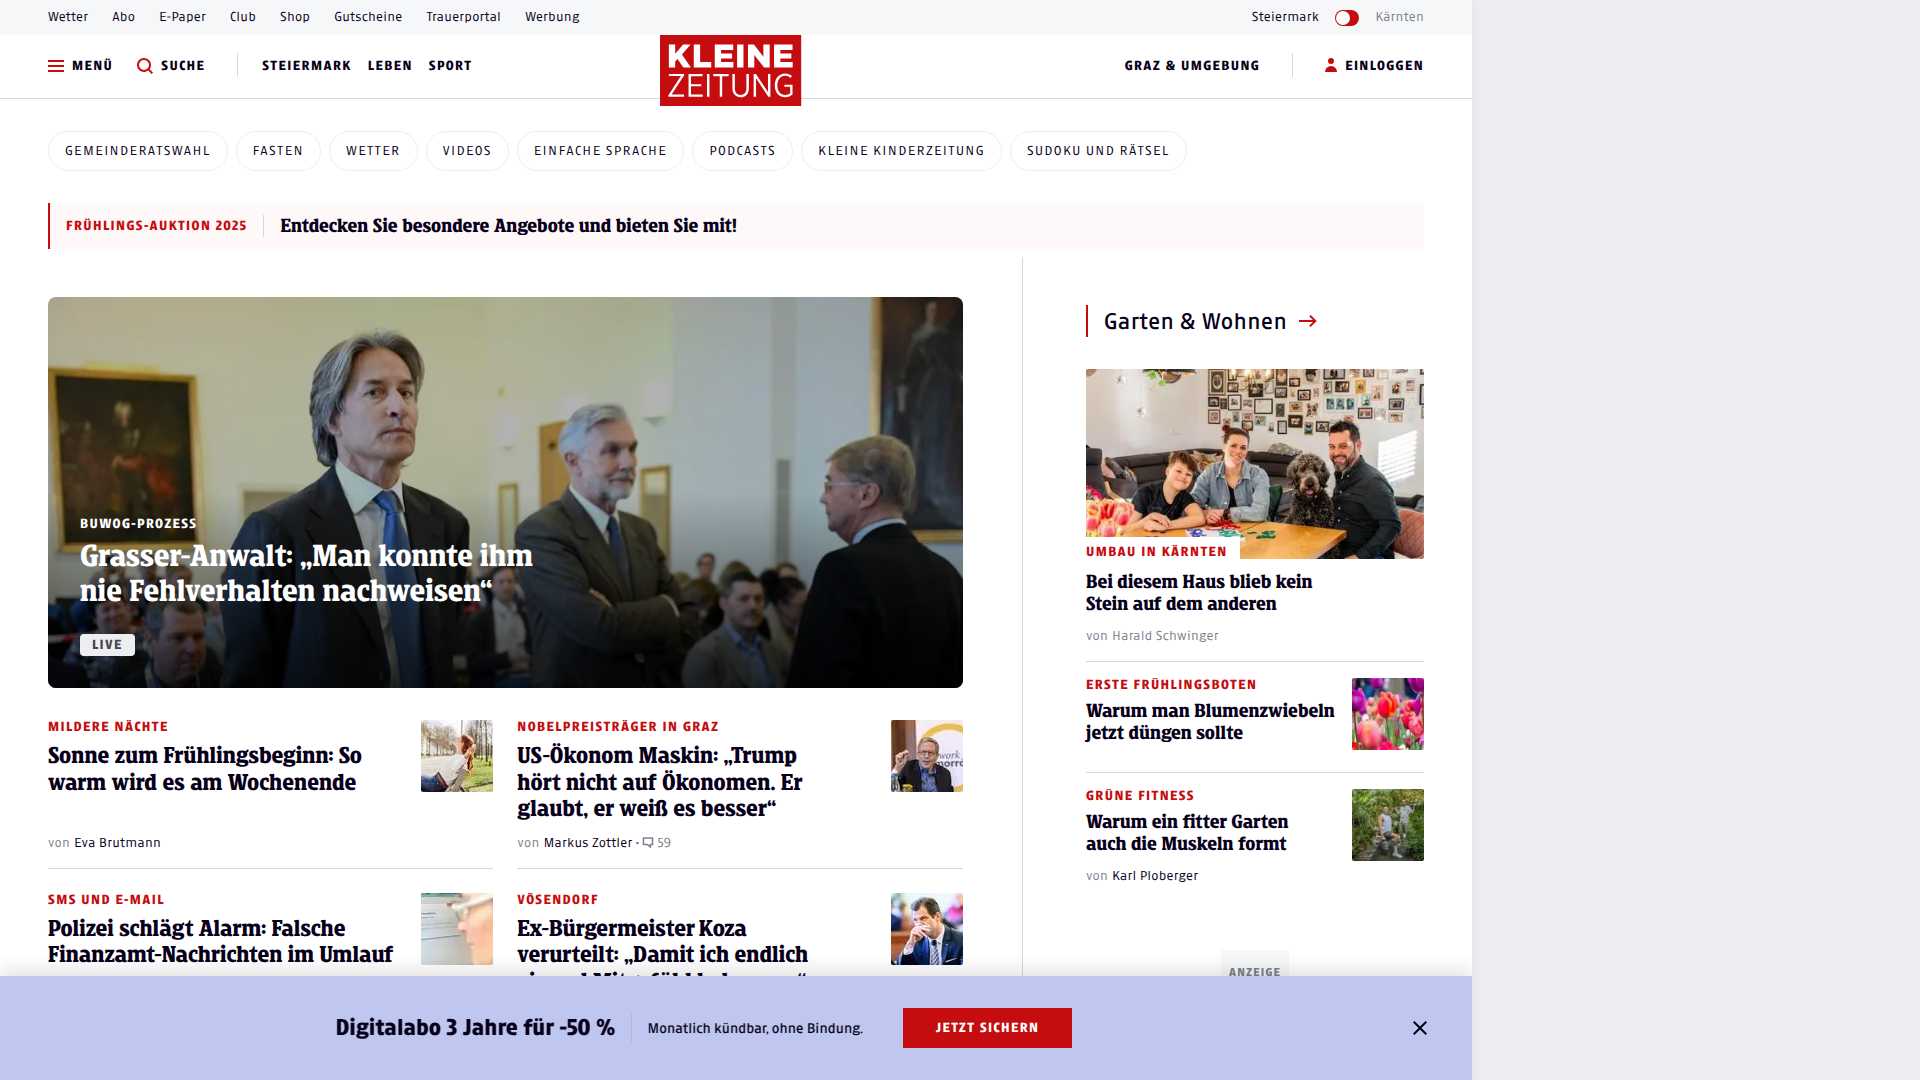 Wetter Abo E-Paper Club Shop Gutscheine Trauerportal Werbung Steiermark Kärnten
MENÜ SUCHE STEIERMARK LEBEN SPORT KLEINE ZEITUNG GRAZ & UMGEBUNG EINLOGGEN
GEMEINDERATSWAHL FASTEN WETTER VIDEOS EINFACHE SPRACHE PODCASTS KLEINE KINDERZEITUNG SUDOKU UND RÄTSEL
FRÜHLINGS-AUKTION 2025 Entdecken Sie besondere Angebote und bieten Sie mit!
BUWOG-PROZESS
Grasser-Anwalt: „Man konnte ihm
nie Fehlverhalten nachweisen“
LIVE
MILDERE NÄCHTE
Sonne zum Frühlingsbeginn: So
warm wird es am Wochenende
von Eva Brutmann
NOBELPREISTRÄGER IN GRAZ
US-Ökonom Maskin: „Trump
hört nicht auf Ökonomen. Er
glaubt, er weiß es besser“
von Markus Zottler · 59
SMS UND E-MAIL
Polizei schlägt Alarm: Falsche
Finanzamt-Nachrichten im Umlauf
VÖSENDORF
Ex-Bürgermeister Koza
verurteilt: „Damit ich endlich
Garten & Wohnen
UMBAU IN KÄRNTEN
Bei diesem Haus blieb kein
Stein auf dem anderen
von Harald Schwinger
ERSTE FRÜHLINGSBOTEN
Warum man Blumenzwiebeln
jetzt düngen sollte
GRÜNE FITNESS
Warum ein fitter Garten
auch die Muskeln formt
von Karl Ploberger
ANZEIGE
Digitalabo 3 Jahre für -50 % Monatlich kündbar, ohne Bindung. JETZT SICHERN